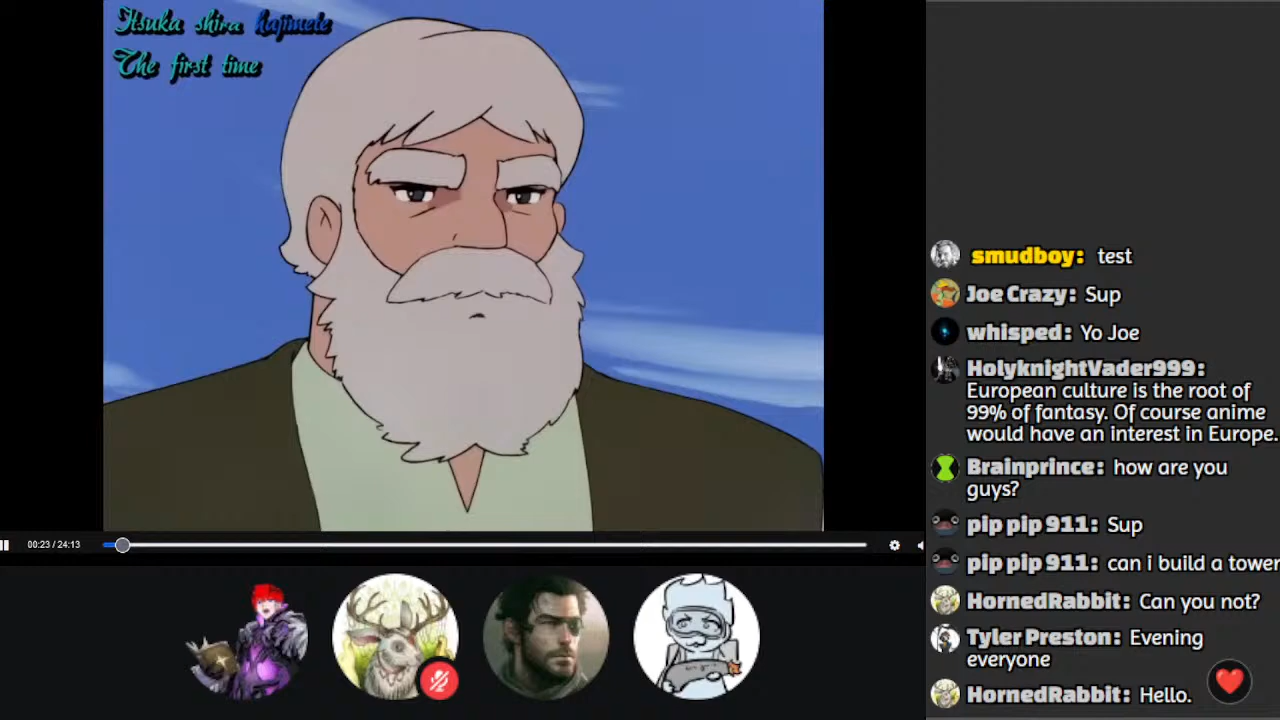 Itsuka shira hajimete
The first time
00:23 / 24:13
smudboy: test
Joe Crazy: Sup
whisped: Yo Joe
HolyknightVader999:
European culture is the root of
99% of fantasy. Of course anime
would have an interest in Europe.
Brainprince: how are you
guys?
pip pip 911: Sup
pip pip 911: can i build a tower
HornedRabbit: Can you not?
Tyler Preston: Evening
everyone
HornedRabbit: Hello.